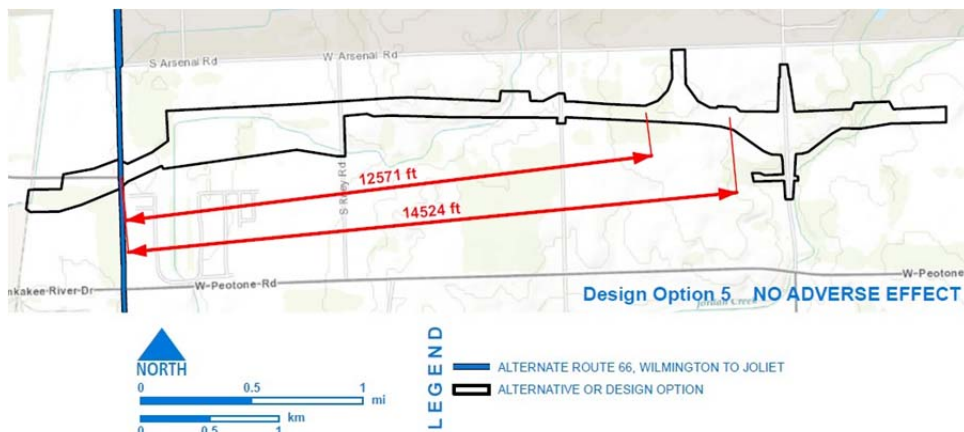 S Arsenal Rd
W Arsenal Rd
12571 ft
S Riley Rd
14524 ft
nkakee-River-Dr
W-Peotone-Rd
W-Peotone
Jordan Creek
Design Option 5 NO ADVERSE EFFECT
NORTH
0 0.5 1
mi
km
0 0.5 1
LEGEND
ALTERNATE ROUTE 66, WILMINGTON TO JOLIET
ALTERNATIVE OR DESIGN OPTION